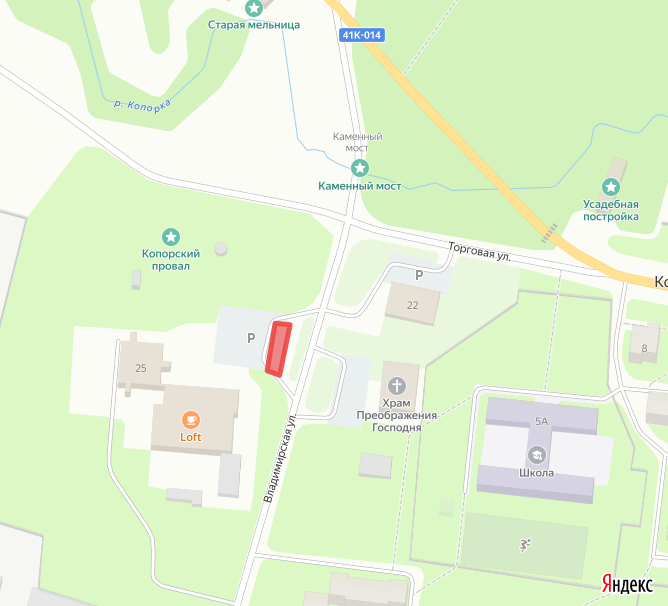 Старая мельница
41К-014
р. Копорка
Каменный
мост
Каменный мост
Усадебная
постройка
Копорский
провал
Торговая ул.
P
22
Ко
P
8
25
Храм
Преображения
Господня
Loft
5А
Школа
Владимирская ул.
Яндекс